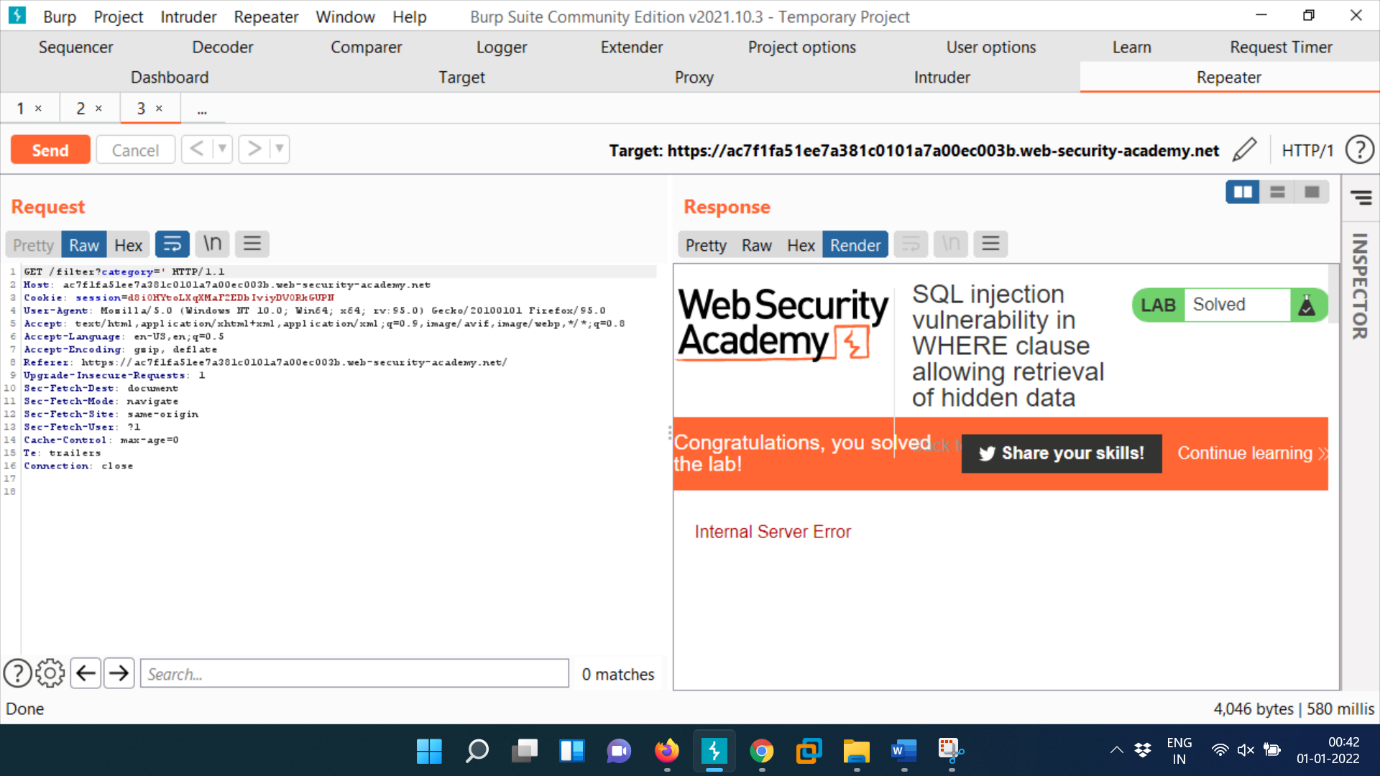 Burp Project Intruder Repeater Window Help Burp Suite Community Edition v2021.10.3 - Temporary Project
Sequencer Decoder Comparer Logger Extender Project options User options Learn Request Timer
Dashboard Target Proxy Intruder Repeater
1 × 2 × 3 × ...
Send Cancel < > Target: https://ac7f1fa51ee7a381c0101a7a00ec003b.web-security-academy.net HTTP/1 ?
Request
Pretty Raw Hex \n
1 GET /filter?category=' HTTP/1.1
2 Host: ac7f1fa51ee7a381c0101a7a00ec003b.web-security-academy.net
3 Cookie: session=
4 User-Agent: Mozilla/5.0 (Windows NT 10.0; Win64; x64; rv:95.0) Gecko/20100101 Firefox/95.0
5 Accept: text/html,application/xhtml+xml,application/xml;q=0.9,image/avif,image/webp,*/*;q=0.8
6 Accept-Language: en-US,en;q=0.5
7 Accept-Encoding: gzip, deflate
8 Referer: https://ac7f1fa51ee7a381c0101a7a00ec003b.web-security-academy.net/
9 Upgrade-Insecure-Requests: 1
10 Sec-Fetch-Dest: document
11 Sec-Fetch-Mode: navigate
12 Sec-Fetch-Site: same-origin
13 Sec-Fetch-User: ?1
14 Cache-Control: max-age=0
15 Te: trailers
16 Connection: close
17
18
? Search... 0 matches
Response
Pretty Raw Hex Render \n
Web Security
Academy
SQL injection
vulnerability in
WHERE clause
allowing retrieval
of hidden data
LAB Solved
Congratulations, you solved
the lab!
Share your skills!
Continue learning
Internal Server Error
INSPECTOR
Done 4,046 bytes | 580 millis
ENG
IN
00:42
01-01-2022